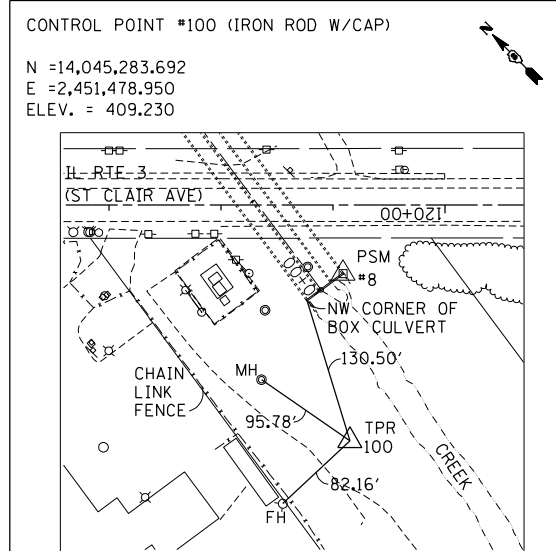 CONTROL POINT #100 (IRON ROD W/CAP)
N
N =14,045,283.692
E =2,451,478.950
ELEV. = 409.230
IL RTE 3
(ST CLAIR AVE)
120+00
PSM
#8
NW CORNER OF
BOX CULVERT
130.50'
MH
CHAIN
LINK
FENCE
95.78'
TPR
100
CREEK
82.16'
FH